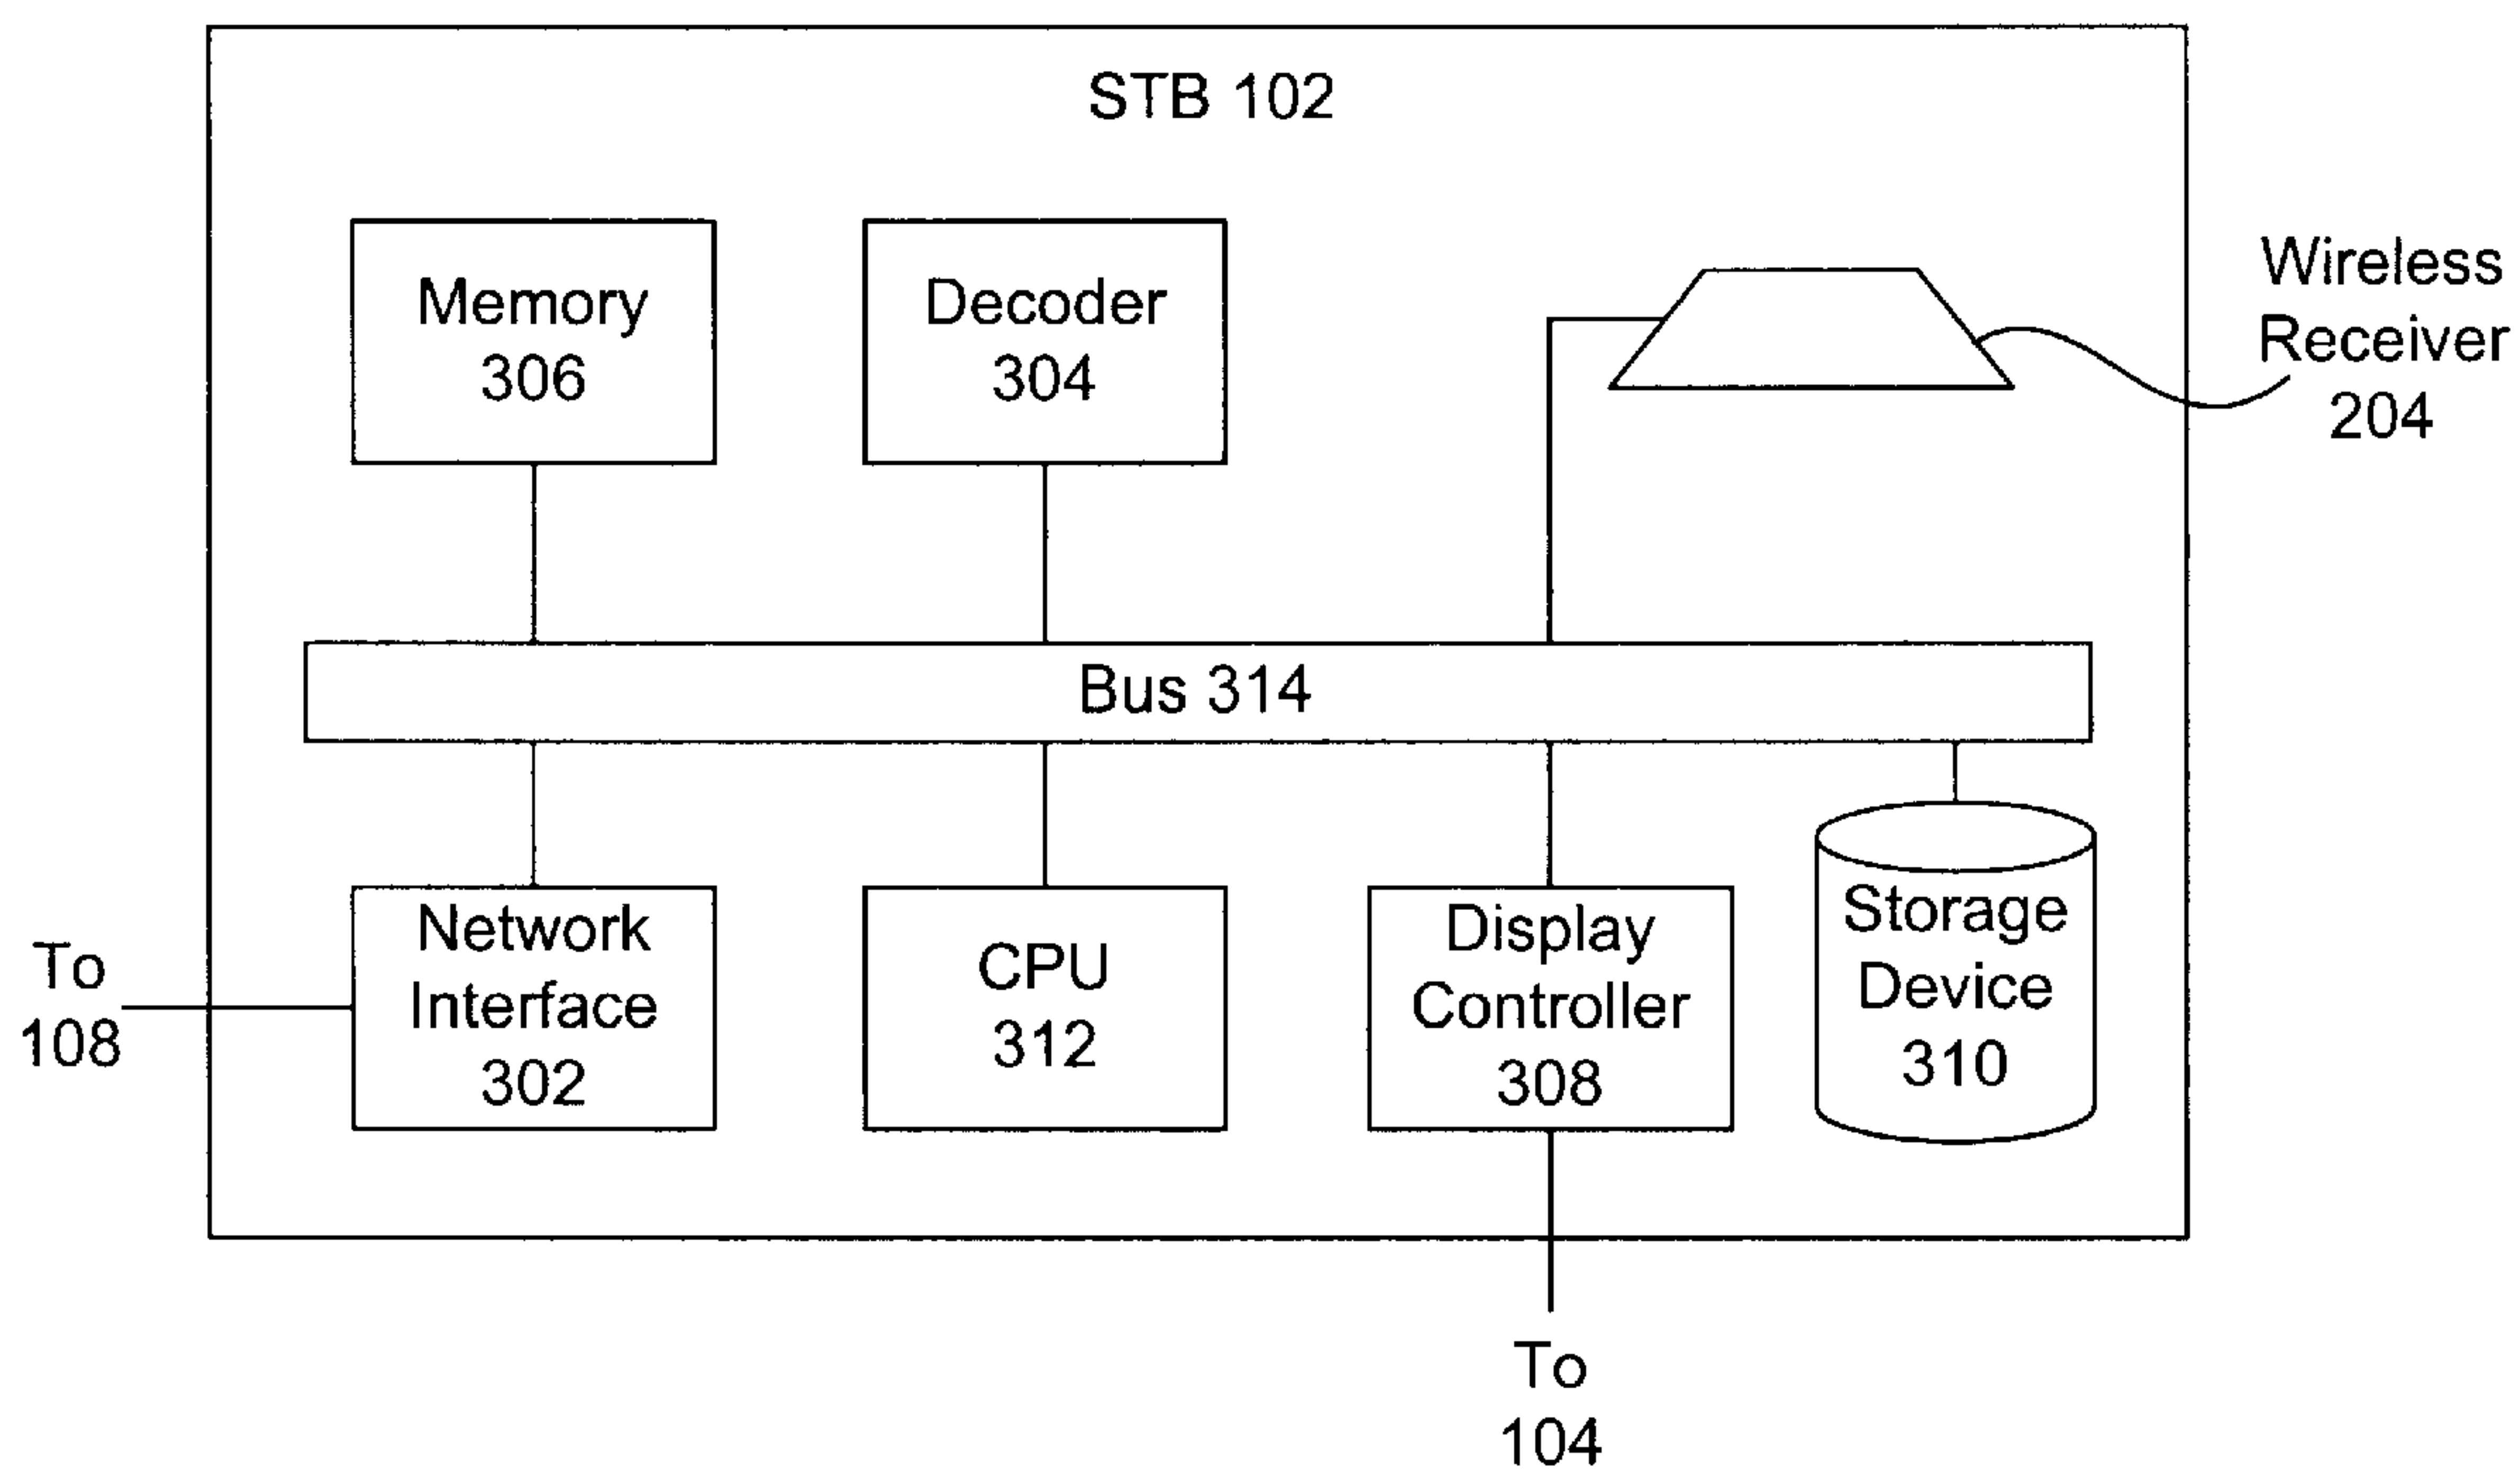 STB 102
Memory
306
Decoder
304
Wireless
Receiver
204
Bus 314
Network
Interface
302
CPU
312
Display
Controller
308
Storage
Device
310
To
108
To
104